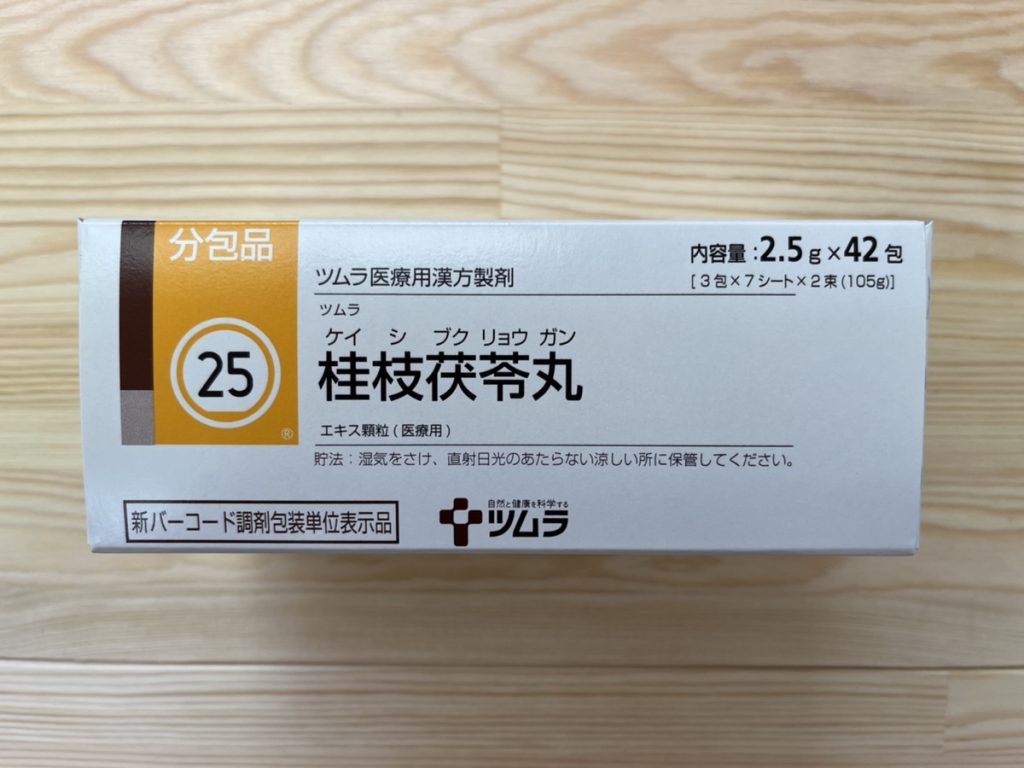 分包品
25
®
内容量:2.5g×42包
[3包×7シート×2束(105g)]
ツムラ医療用漢方製剤
ツムラ
ケイ シ ブク リョウ ガン
桂枝茯苓丸
エキス顆粒(医療用)
貯法:湿気をさけ、直射日光のあたらない涼しい所に保管してください。
新バーコード調剤包装単位表示品
自然と健康を科学する
ツムラ